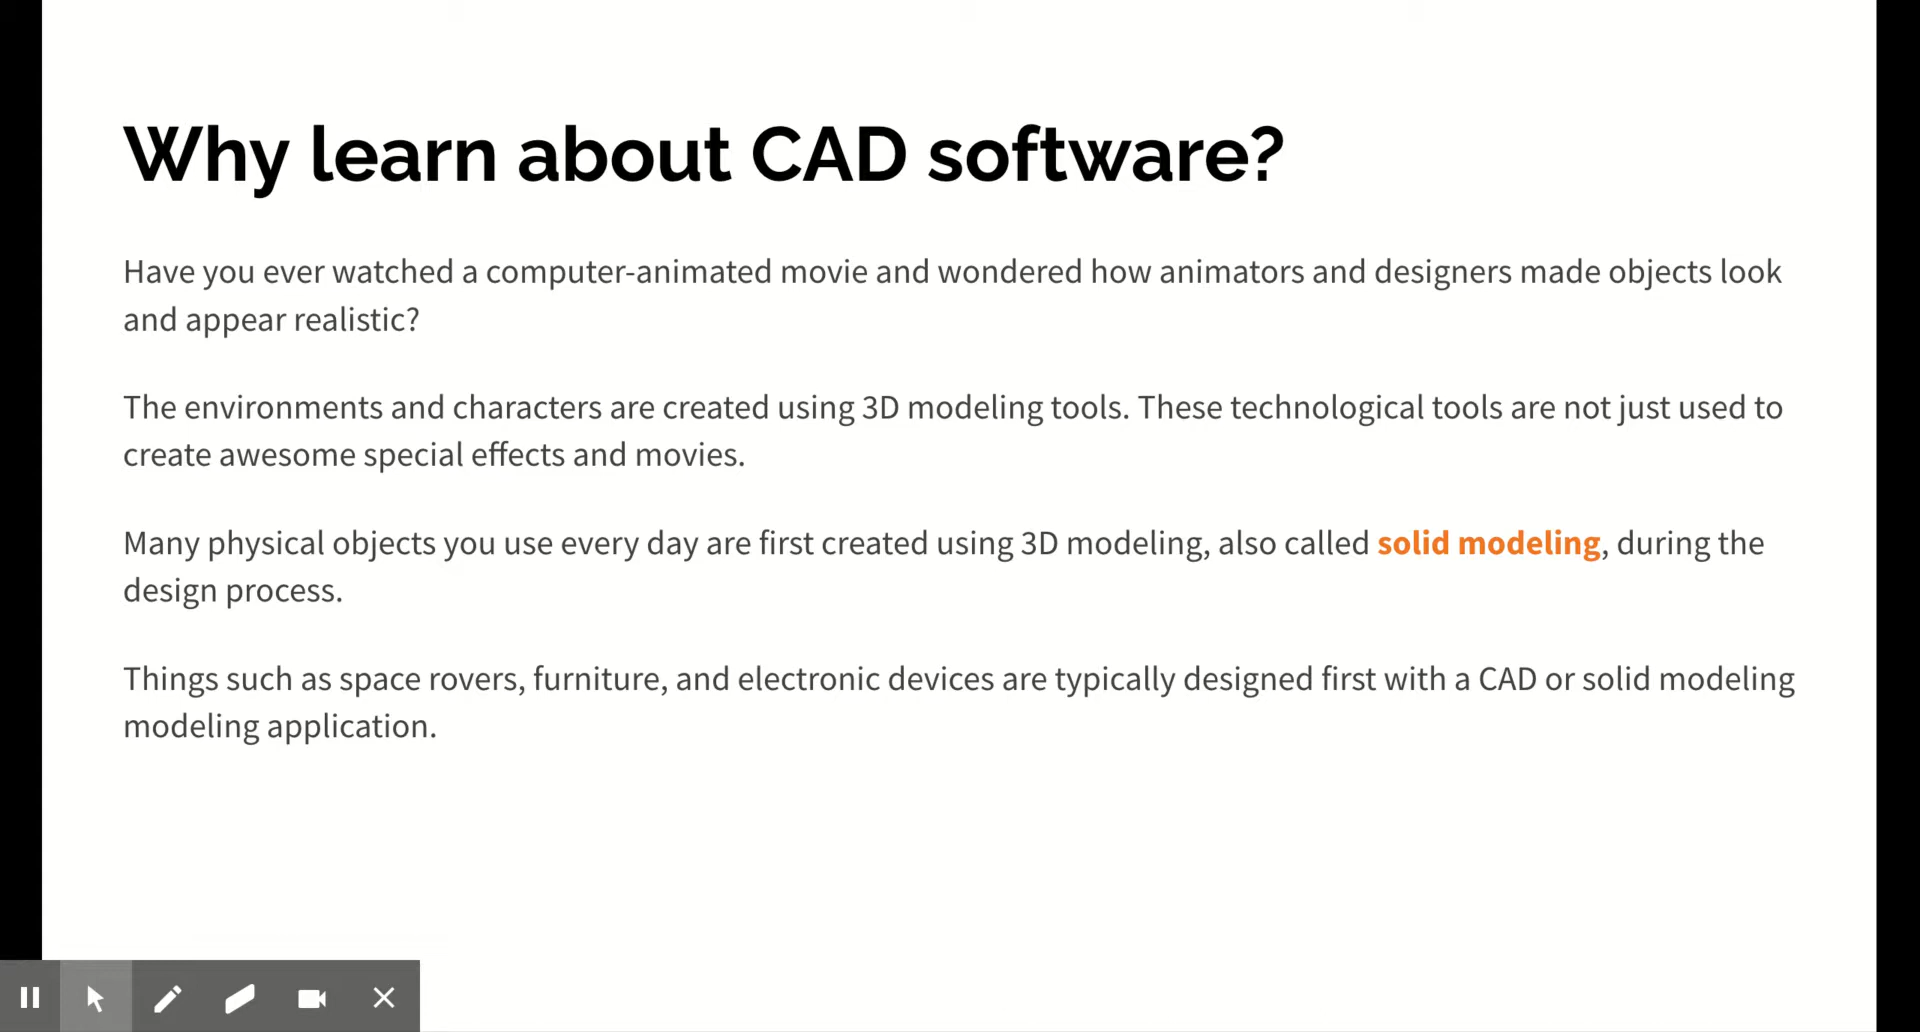 Why learn about CAD software?
Have you ever watched a computer-animated movie and wondered how animators and designers made objects look
and appear realistic?
The environments and characters are created using 3D modeling tools. These technological tools are not just used to
create awesome special effects and movies.
Many physical objects you use every day are first created using 3D modeling, also called solid modeling, during the
design process.
Things such as space rovers, furniture, and electronic devices are typically designed first with a CAD or solid modeling
modeling application.